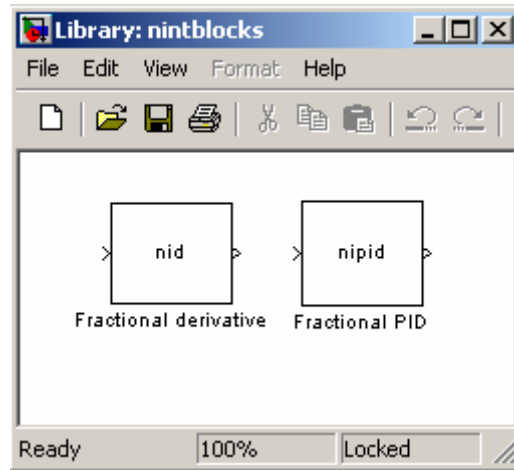 Library: nintblocks
File Edit View Format Help
nid nipid
Fractional derivative Fractional PID
Ready 100% Locked